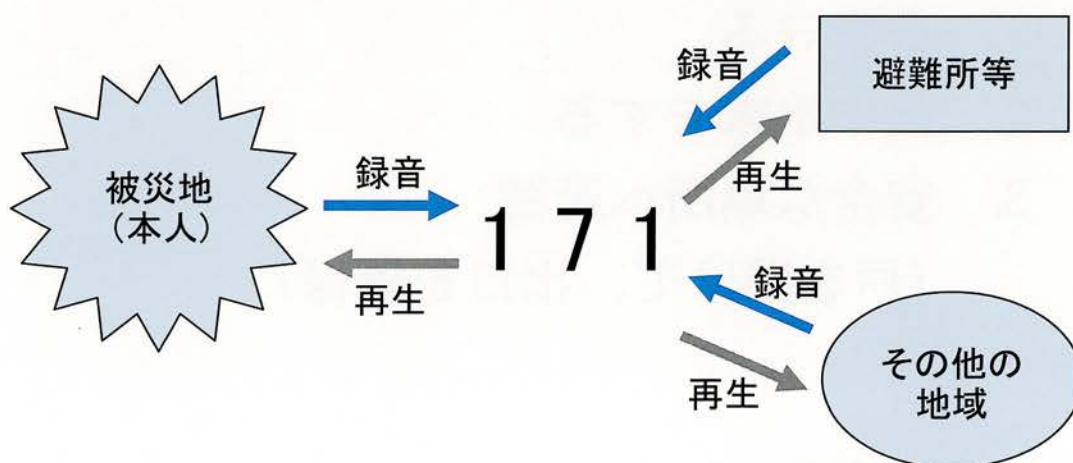 録音
避難所等
被災地
（本人）
録音
再生
171
再生
録音
再生
その他の
地域